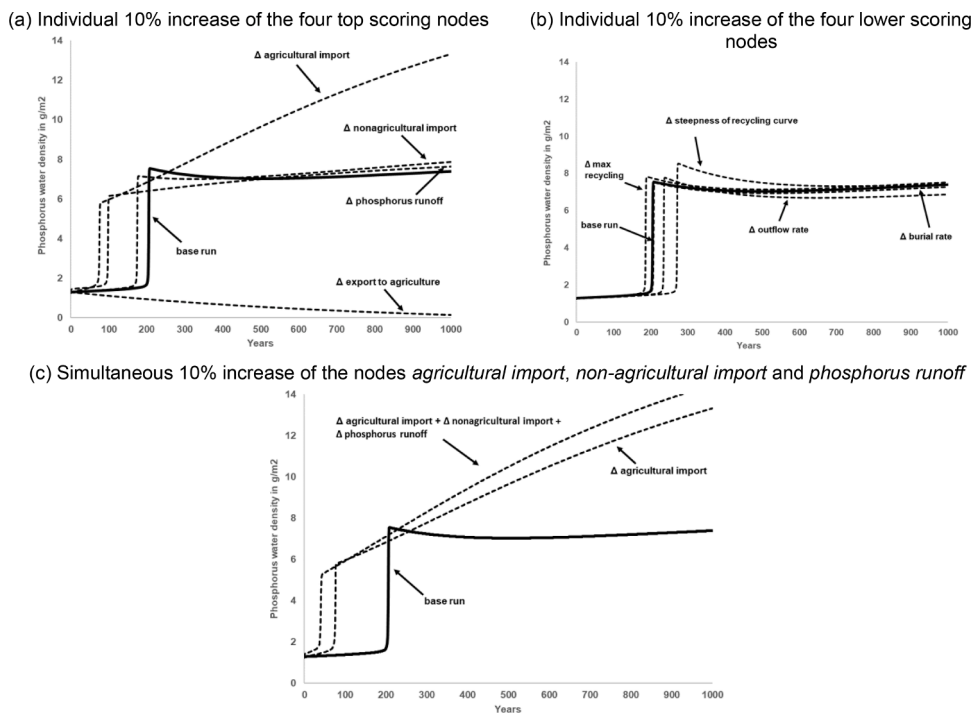 (a) Individual 10% increase of the four top scoring nodes
14
12
10
8
6
4
2
0
Phosphorus water density in g/m2
Δ agricultural import
Δ nonagricultural import
Δ phosphorus runoff
base run
Δ export to agriculture
0 100 200 300 400 500 600 700 800 900 1000
Years
(b) Individual 10% increase of the four lower scoring
nodes
14
12
10
8
6
4
2
0
Phosphorus water density in g/m2
Δ steepness of recycling curve
Δ max
recycling
base run
Δ outflow rate
Δ burial rate
0 100 200 300 400 500 600 700 800 900 1000
Years
(c) Simultaneous 10% increase of the nodes agricultural import, non-agricultural import and phosphorus runoff
14
12
10
8
6
4
2
0
Phosphorus water density in g/m2
Δ agricultural import + Δ nonagricultural import +
Δ phosphorus runoff
Δ agricultural import
base run
0 100 200 300 400 500 600 700 800 900 1000
Years